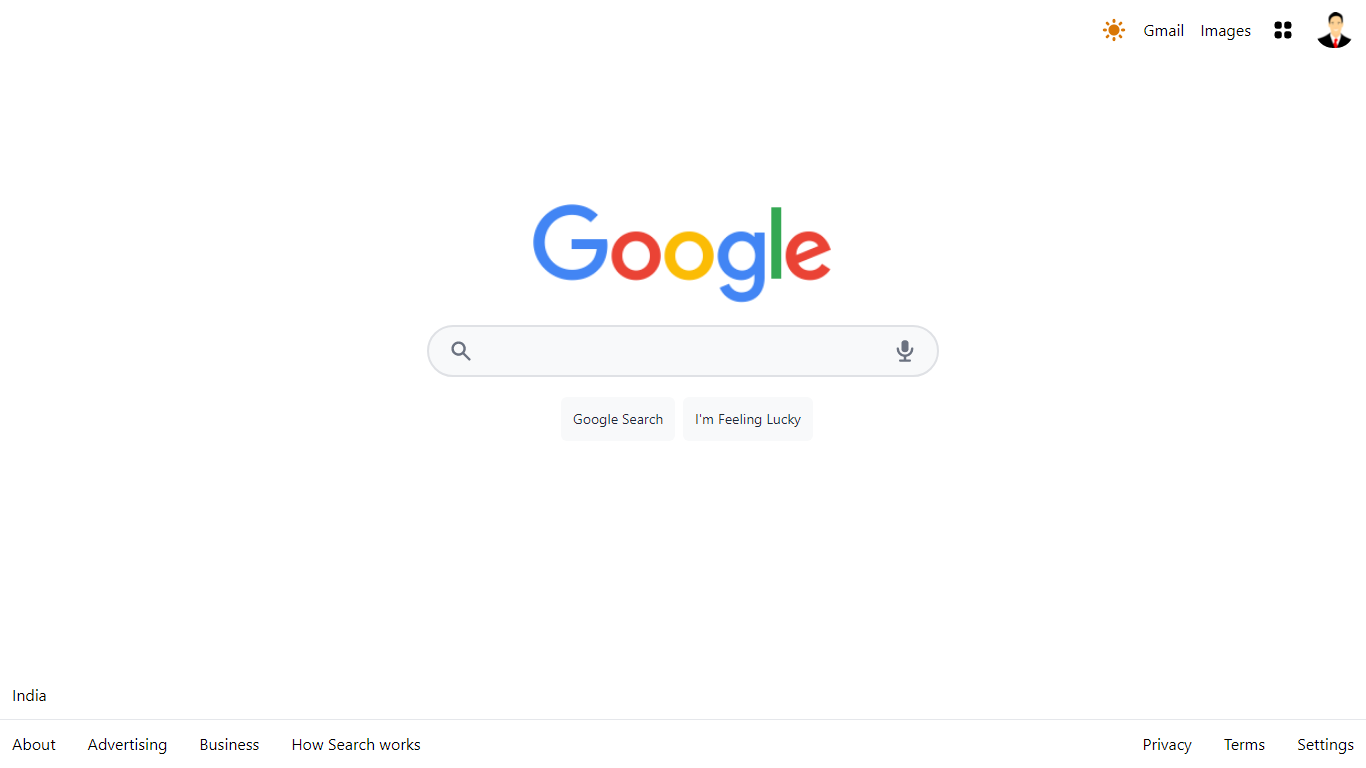 Gmail Images
Google
Google Search I'm Feeling Lucky
India
About Advertising Business How Search works Privacy Terms Settings